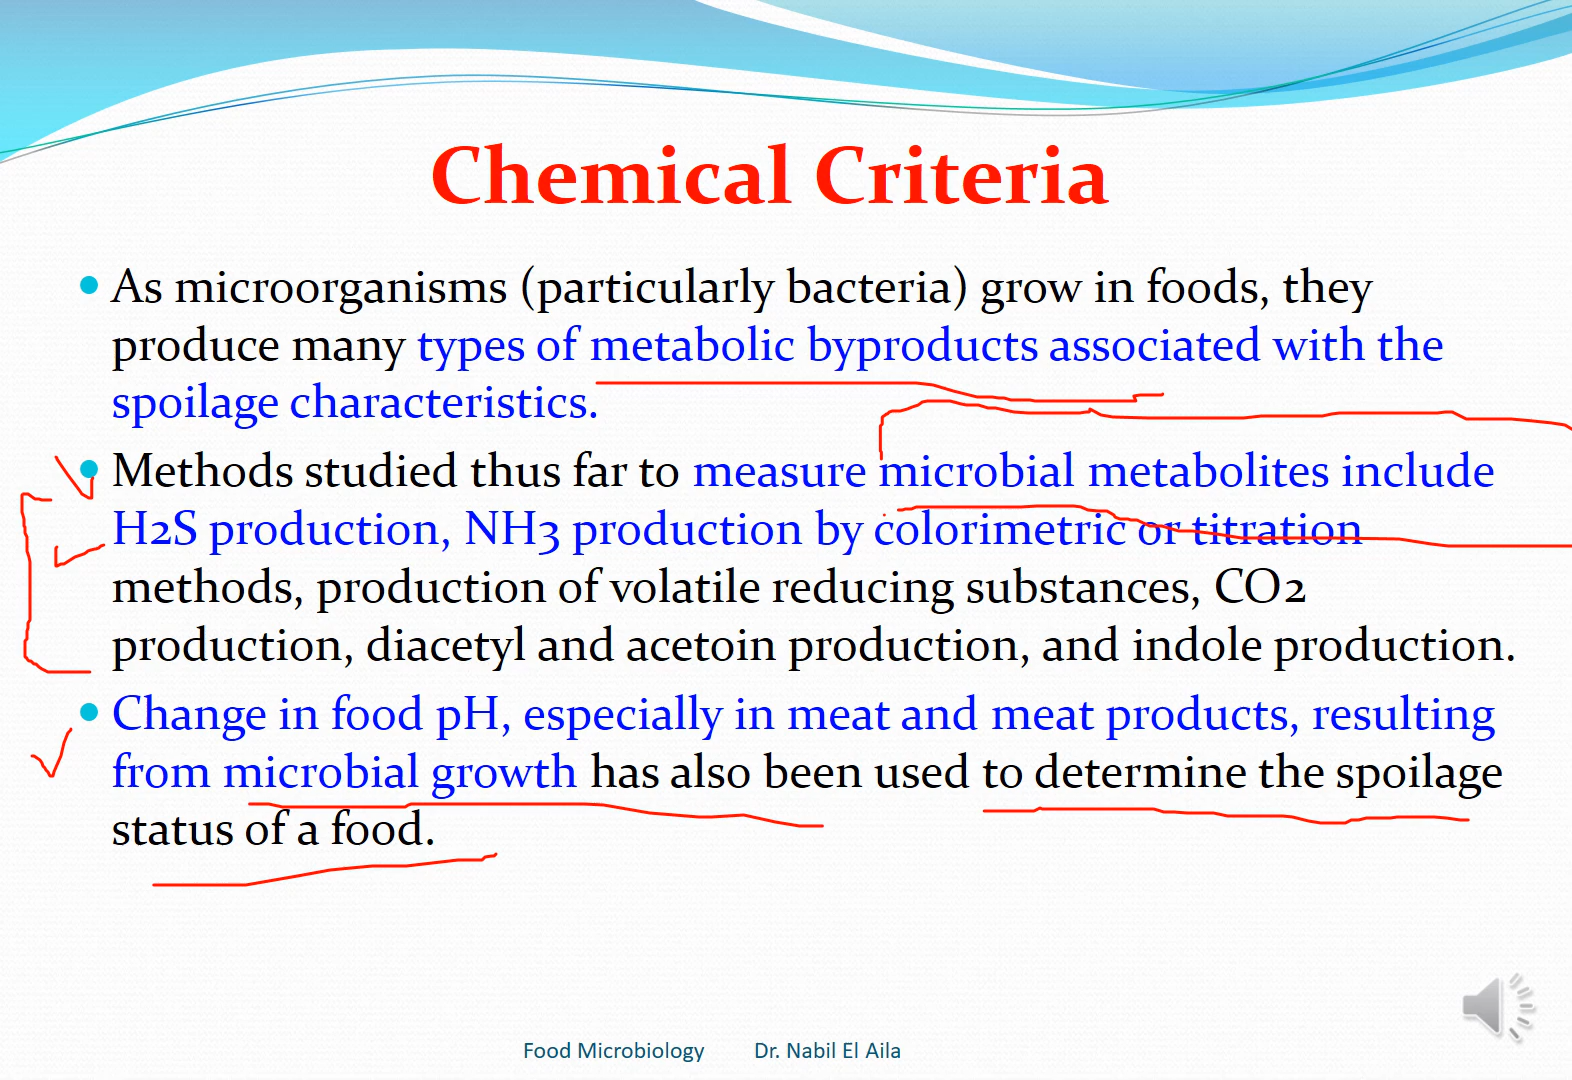 Chemical Criteria
As microorganisms (particularly bacteria) grow in foods, they
produce many types of metabolic byproducts associated with the
spoilage characteristics.
Methods studied thus far to measure microbial metabolites include
H2S production, NH3 production by colorimetric or titration
methods, production of volatile reducing substances, CO2
production, diacetyl and acetoin production, and indole production.
Change in food pH, especially in meat and meat products, resulting
from microbial growth has also been used to determine the spoilage
status of a food.
Food Microbiology Dr. Nabil El Aila